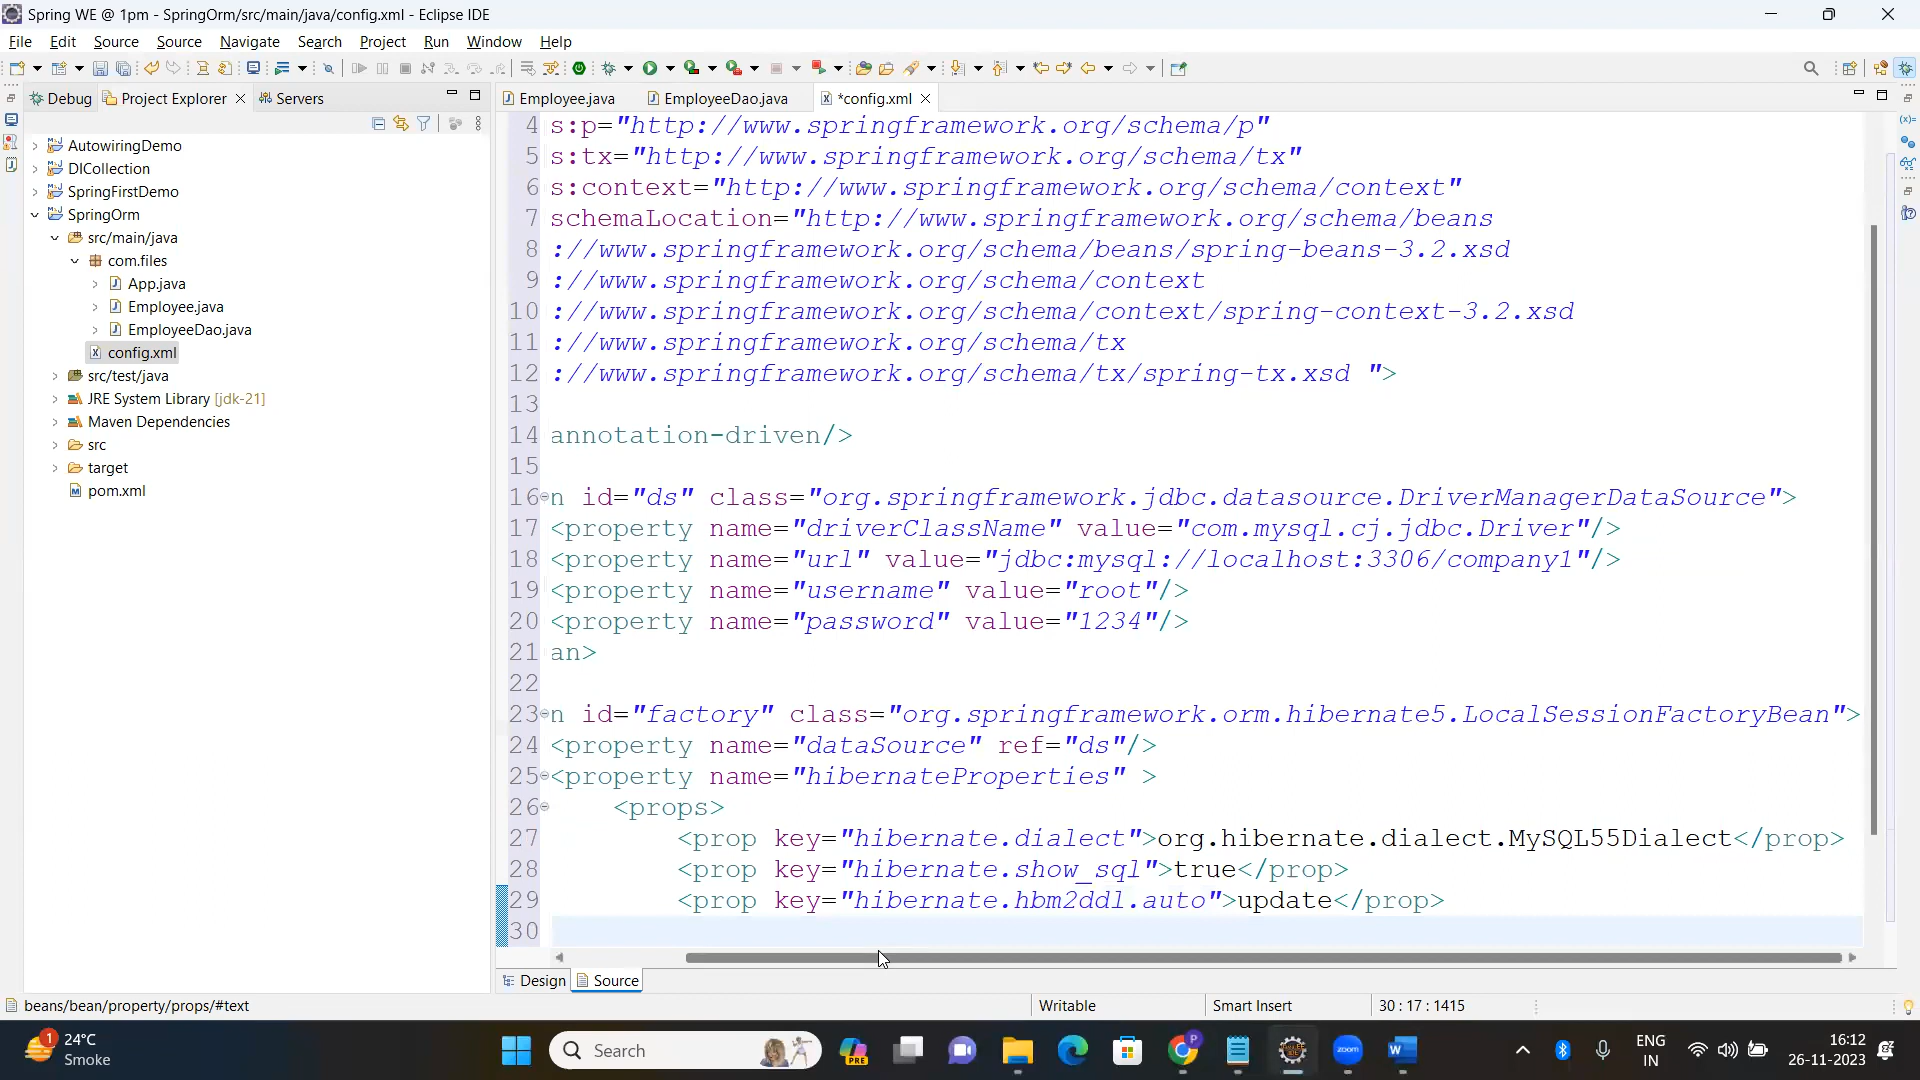 Spring WE @ 1pm - SpringOrm/src/main/java/config.xml - Eclipse IDE
File Edit Source Source Navigate Search Project Run Window Help
Debug Project Explorer Servers
Employee.java EmployeeDao.java *config.xml
AutowiringDemo
DICollection
SpringFirstDemo
SpringOrm
src/main/java
com.files
App.java
Employee.java
EmployeeDao.java
config.xml
src/test/java
JRE System Library [jdk-21]
Maven Dependencies
src
target
pom.xml
4 s:p="http://www.springframework.org/schema/p"
5 s:tx="http://www.springframework.org/schema/tx"
6 s:context="http://www.springframework.org/schema/context"
7 schemaLocation="http://www.springframework.org/schema/beans
8 ://www.springframework.org/schema/beans/spring-beans-3.2.xsd
9 ://www.springframework.org/schema/context
10 ://www.springframework.org/schema/context/spring-context-3.2.xsd
11 ://www.springframework.org/schema/tx
12 ://www.springframework.org/schema/tx/spring-tx.xsd ">
13
14 annotation-driven/>
15
16 n id="ds" class="org.springframework.jdbc.datasource.DriverManagerDataSource">
17 <property name="driverClassName" value="com.mysql.cj.jdbc.Driver"/>
18 <property name="url" value="jdbc:mysql://localhost:3306/company1"/>
19 <property name="username" value="root"/>
20 <property name="password" value="1234"/>
21 an>
22
23 n id="factory" class="org.springframework.orm.hibernate5.LocalSessionFactoryBean">
24 <property name="dataSource" ref="ds"/>
25 <property name="hibernateProperties" >
26 <props>
27 <prop key="hibernate.dialect">org.hibernate.dialect.MySQL55Dialect</prop>
28 <prop key="hibernate.show_sql">true</prop>
29 <prop key="hibernate.hbm2ddl.auto">update</prop>
30
Design Source
beans/bean/property/props/#text Writable Smart Insert 30 : 17 : 1415
1 24°C
Smoke
Search
PRE
P
zoom
ENG
IN
16:12
26-11-2023